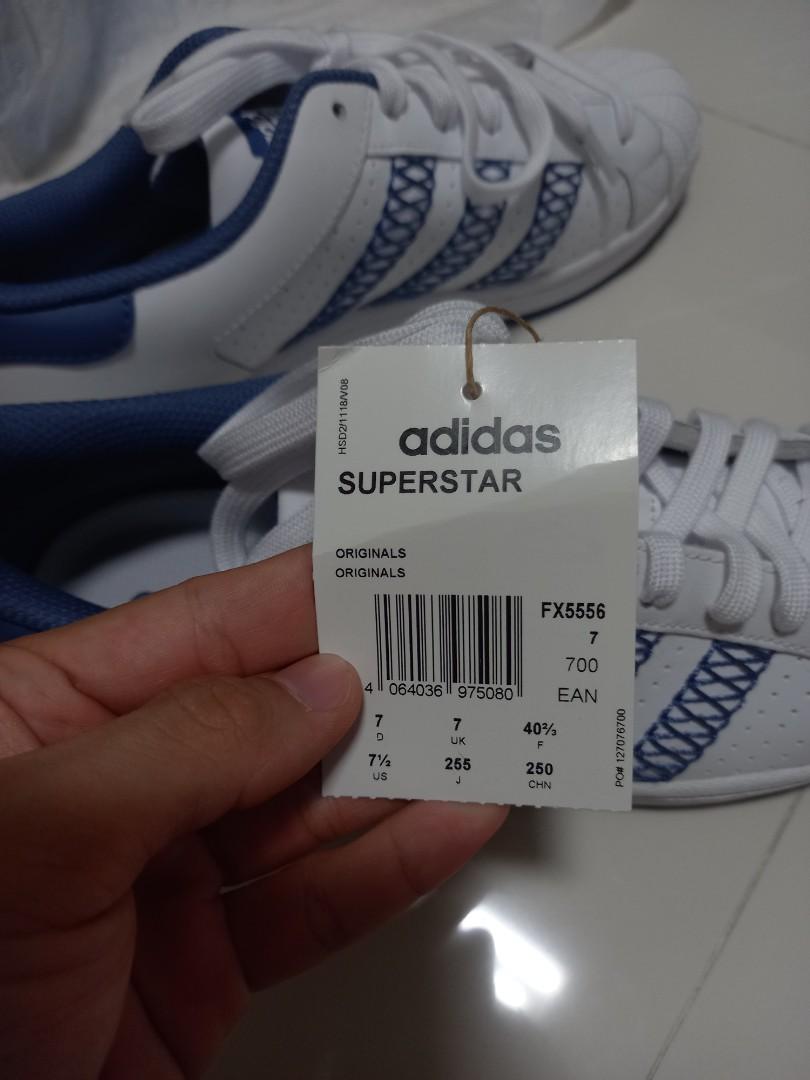 HSD2/1118/V08
adidas
SUPERSTAR
ORIGINALS
ORIGINALS
FX5556
7
700
EAN
4 064036 975080
7 7 40⅔
D UK F
7½ 255 250
US J CHN
PO# 127076700